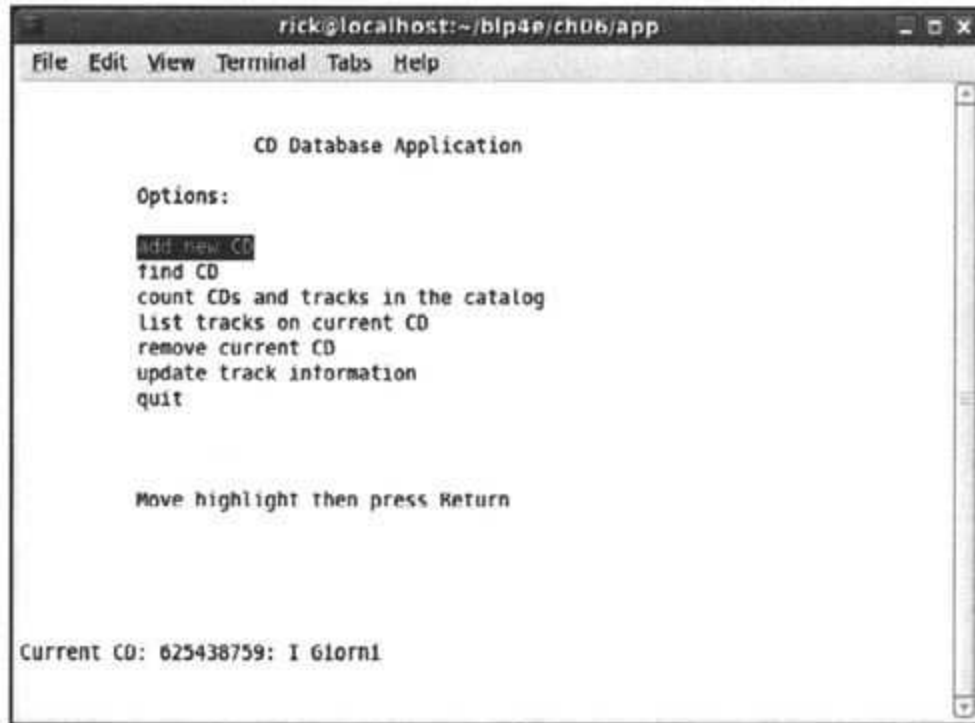 rick@localhost:~/blp4e/ch06/app
File Edit View Terminal Tabs Help
CD Database Application
Options:
add new CD
find CD
count CDs and tracks in the catalog
list tracks on current CD
remove current CD
update track information
quit
Move highlight then press Return
Current CD: 625438759: I Giorni